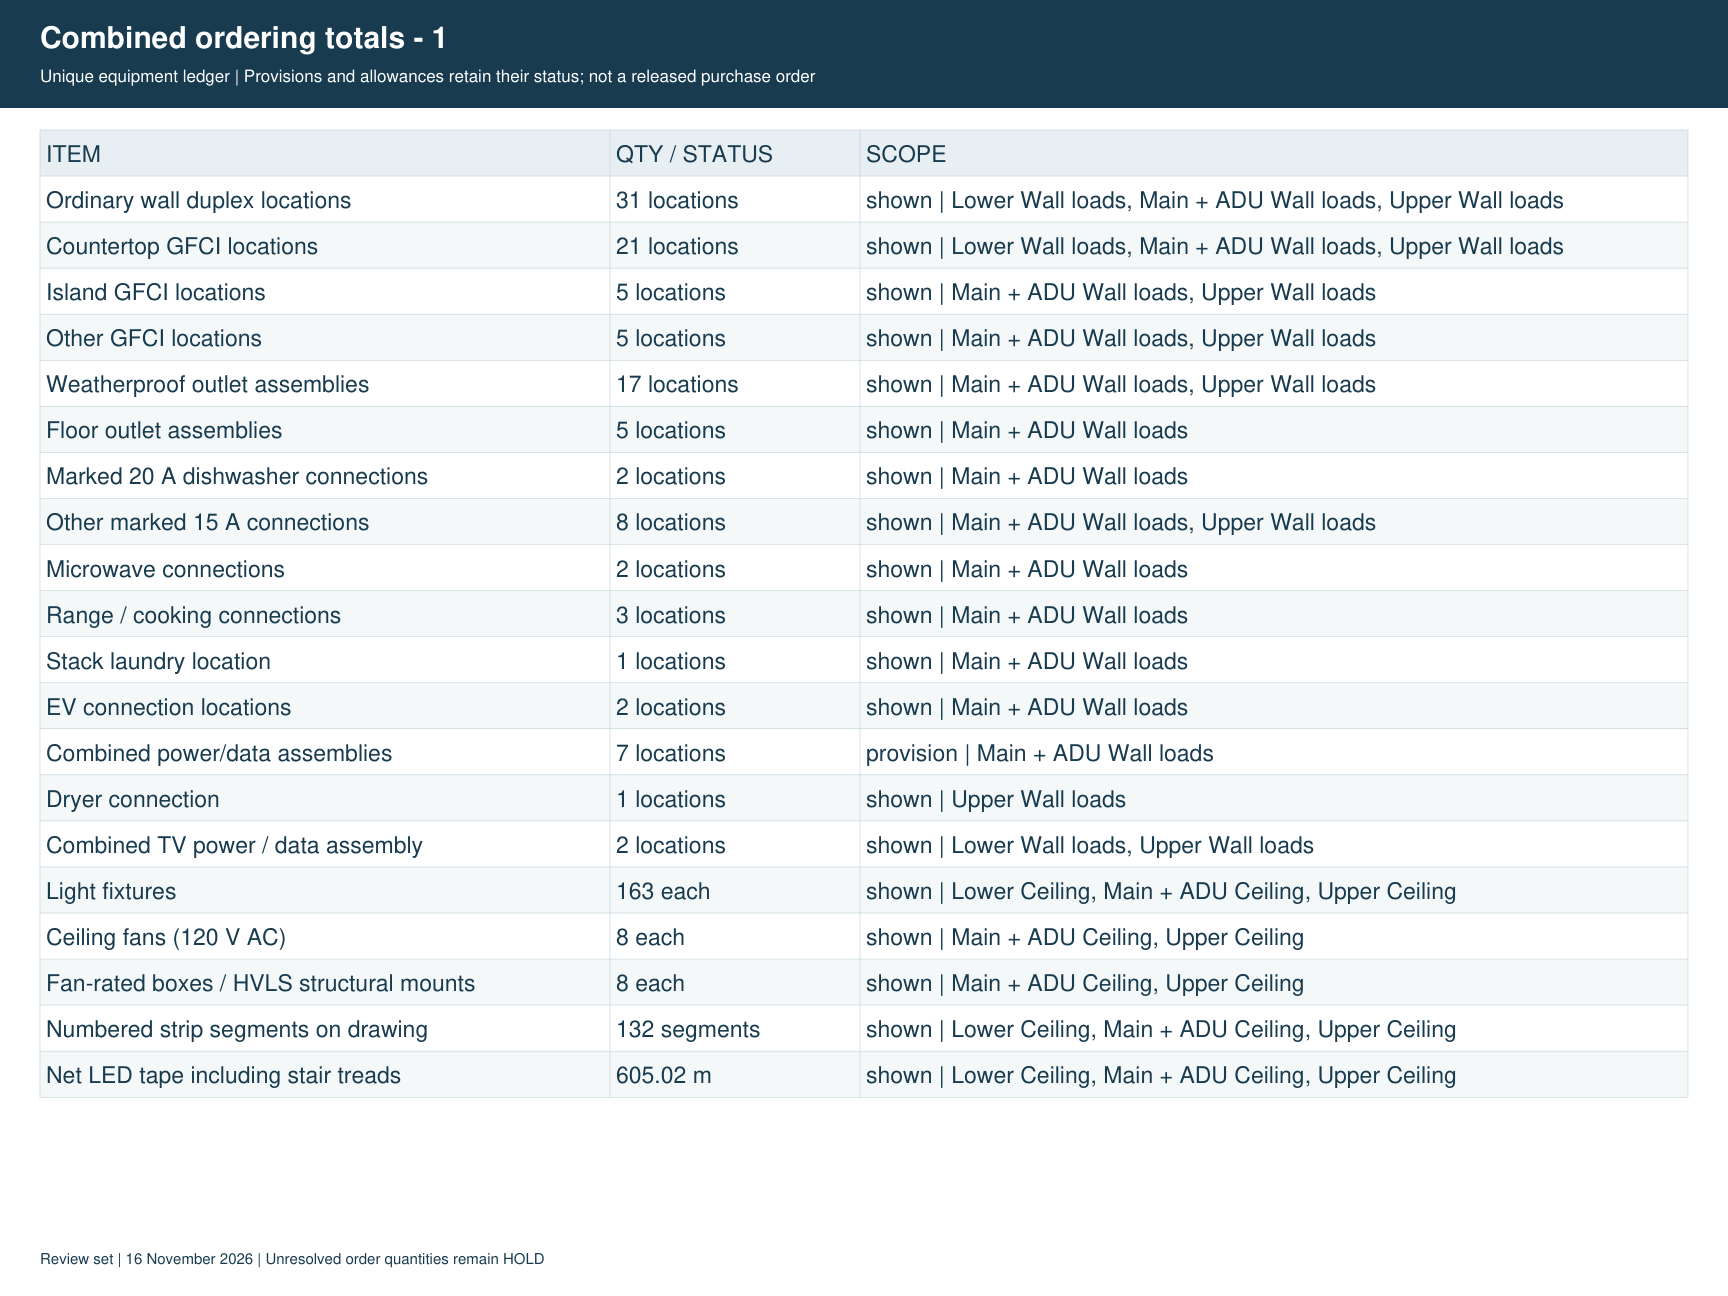 Combined ordering totals - 1
Unique equipment ledger | Provisions and allowances retain their status; not a released purchase order
ITEM QTY / STATUS SCOPE
Ordinary wall duplex locations 31 locations shown | Lower Wall loads, Main + ADU Wall loads, Upper Wall loads
Countertop GFCI locations 21 locations shown | Lower Wall loads, Main + ADU Wall loads, Upper Wall loads
Island GFCI locations 5 locations shown | Main + ADU Wall loads, Upper Wall loads
Other GFCI locations 5 locations shown | Main + ADU Wall loads, Upper Wall loads
Weatherproof outlet assemblies 17 locations shown | Main + ADU Wall loads, Upper Wall loads
Floor outlet assemblies 5 locations shown | Main + ADU Wall loads
Marked 20 A dishwasher connections 2 locations shown | Main + ADU Wall loads
Other marked 15 A connections 8 locations shown | Main + ADU Wall loads, Upper Wall loads
Microwave connections 2 locations shown | Main + ADU Wall loads
Range / cooking connections 3 locations shown | Main + ADU Wall loads
Stack laundry location 1 locations shown | Main + ADU Wall loads
EV connection locations 2 locations shown | Main + ADU Wall loads
Combined power/data assemblies 7 locations provision | Main + ADU Wall loads
Dryer connection 1 locations shown | Upper Wall loads
Combined TV power / data assembly 2 locations shown | Lower Wall loads, Upper Wall loads
Light fixtures 163 each shown | Lower Ceiling, Main + ADU Ceiling, Upper Ceiling
Ceiling fans (120 V AC) 8 each shown | Main + ADU Ceiling, Upper Ceiling
Fan-rated boxes / HVLS structural mounts 8 each shown | Main + ADU Ceiling, Upper Ceiling
Numbered strip segments on drawing 132 segments shown | Lower Ceiling, Main + ADU Ceiling, Upper Ceiling
Net LED tape including stair treads 605.02 m shown | Lower Ceiling, Main + ADU Ceiling, Upper Ceiling
Review set | 16 November 2026 | Unresolved order quantities remain HOLD